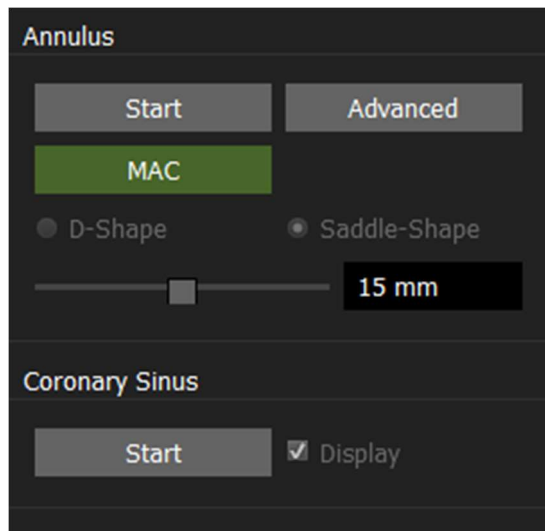 Annulus
Start Advanced
MAC
D-Shape Saddle-Shape
15 mm
Coronary Sinus
Start Display